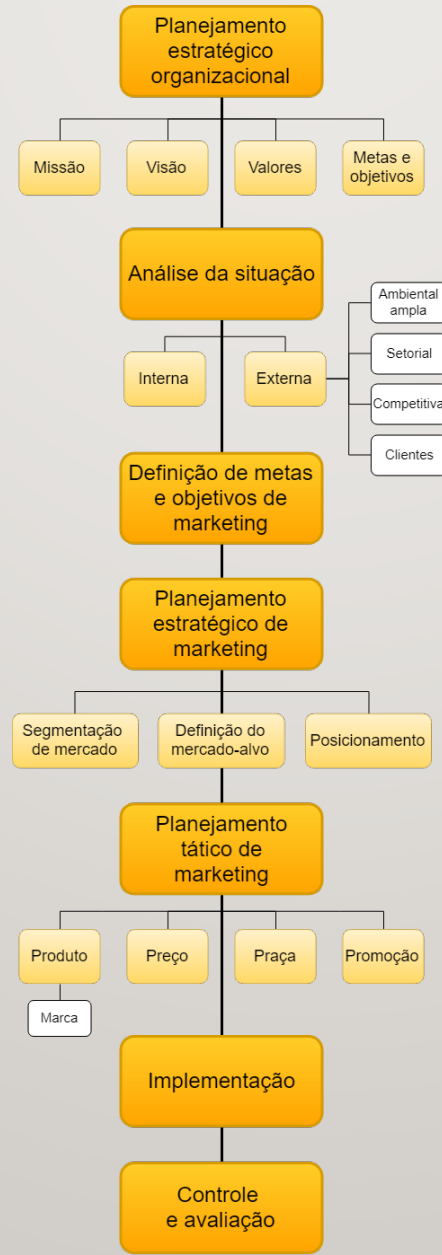 Planejamento
estratégico
organizacional
Missão
Visão
Valores
Metas e
objetivos
Análise da situação
Interna
Externa
Ambiental
ampla
Setorial
Competitiva
Clientes
Definição de metas
e objetivos de
marketing
Planejamento
estratégico de
marketing
Segmentação
de mercado
Definição do
mercado-alvo
Posicionamento
Planejamento
tático de
marketing
Produto
Preço
Praça
Promoção
Marca
Implementação
Controle
e avaliação